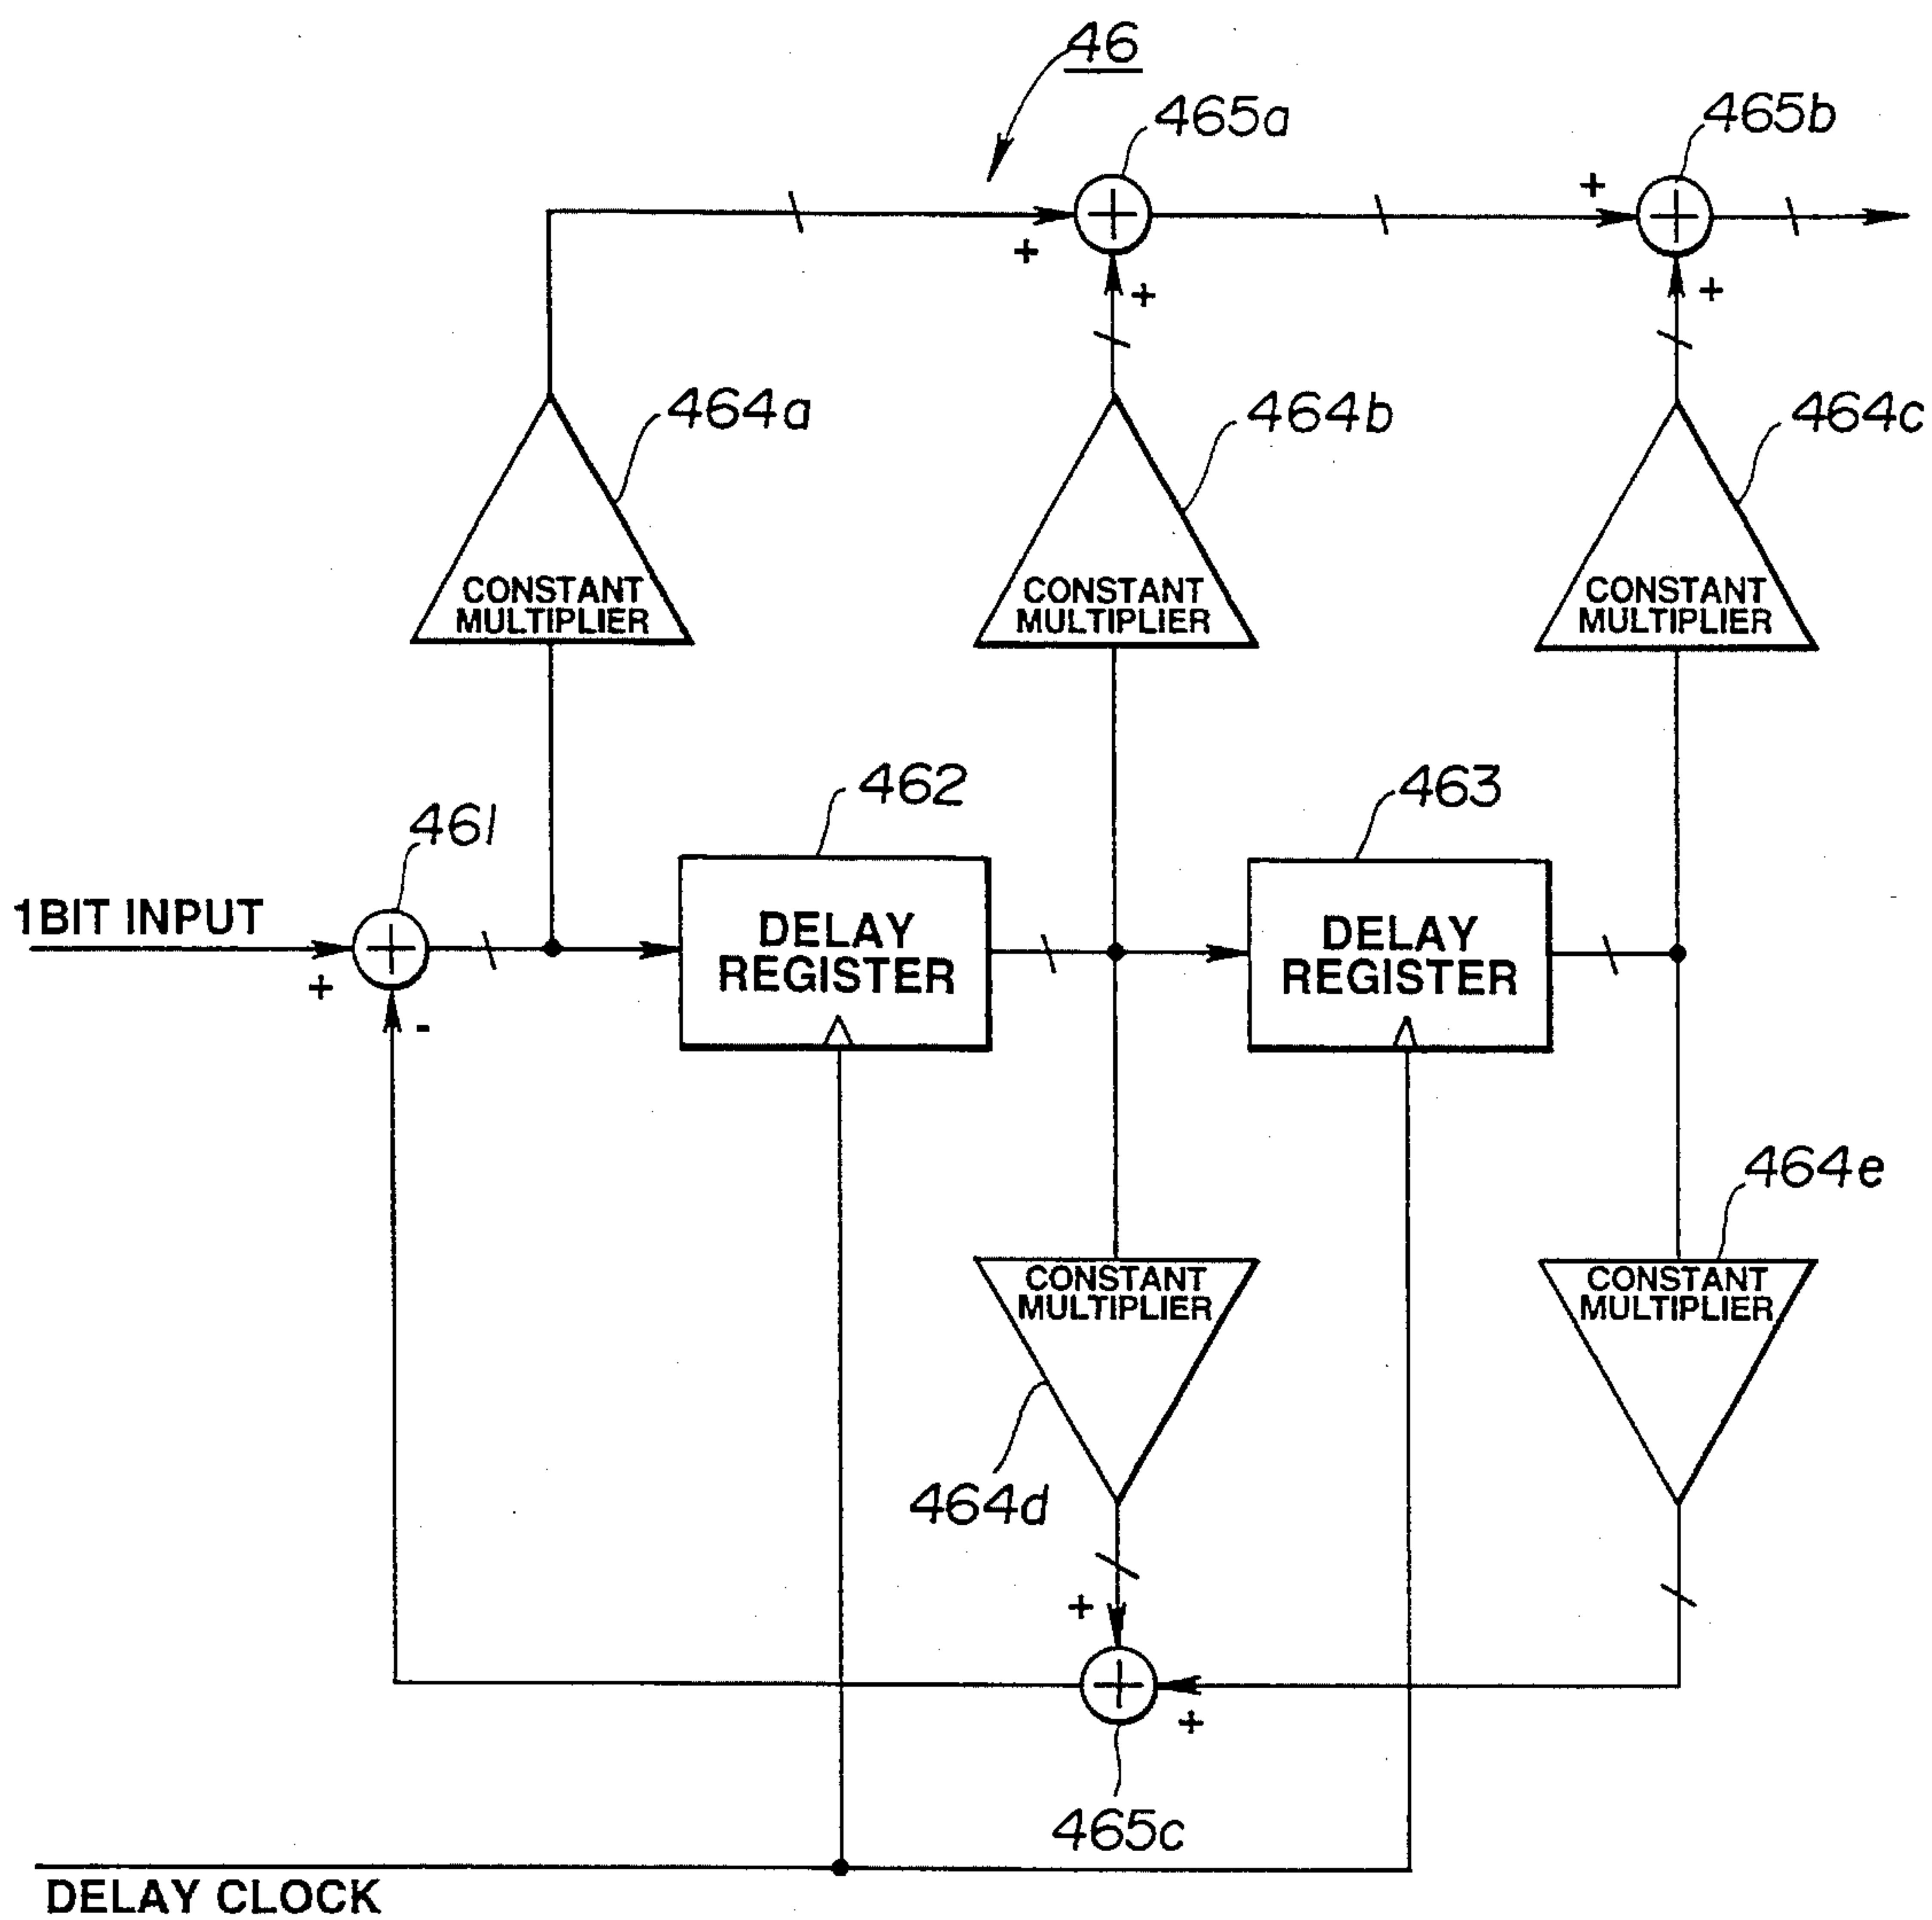 46
465a
465b
+
+
+
+
464a
464b
464c
CONSTANT
MULTIPLIER
CONSTANT
MULTIPLIER
CONSTANT
MULTIPLIER
461
462
463
1BIT INPUT
+
-
DELAY
REGISTER
DELAY
REGISTER
464e
CONSTANT
MULTIPLIER
CONSTANT
MULTIPLIER
464d
+
+
465c
DELAY CLOCK